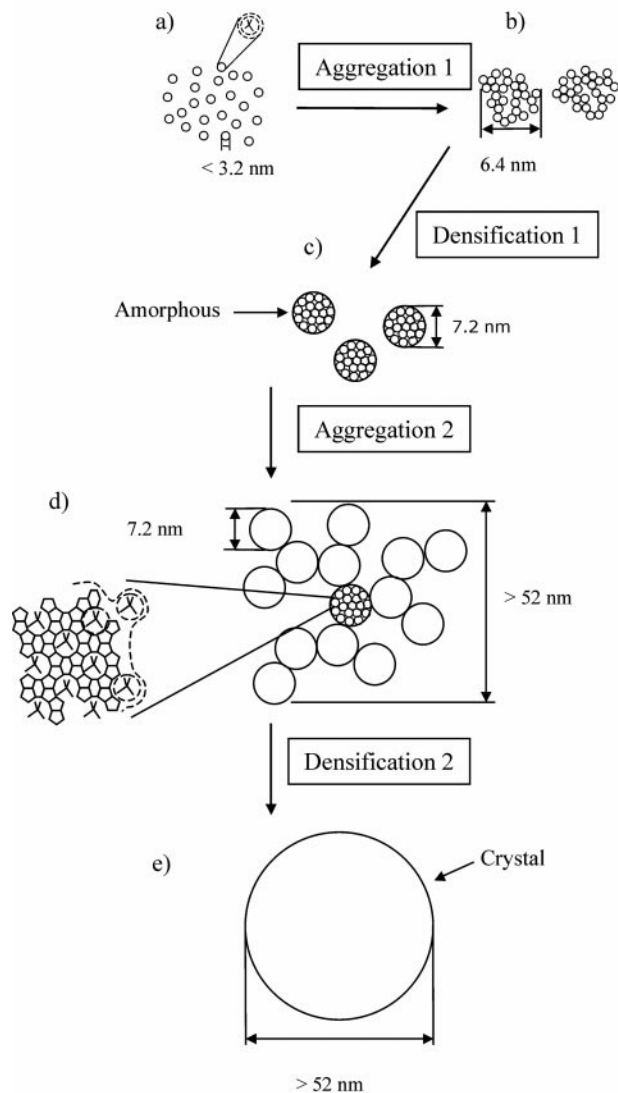 a)
Aggregation 1
b)
< 3.2 nm
6.4 nm
Densification 1
c)
Amorphous
7.2 nm
Aggregation 2
d)
7.2 nm
> 52 nm
Densification 2
e)
Crystal
> 52 nm